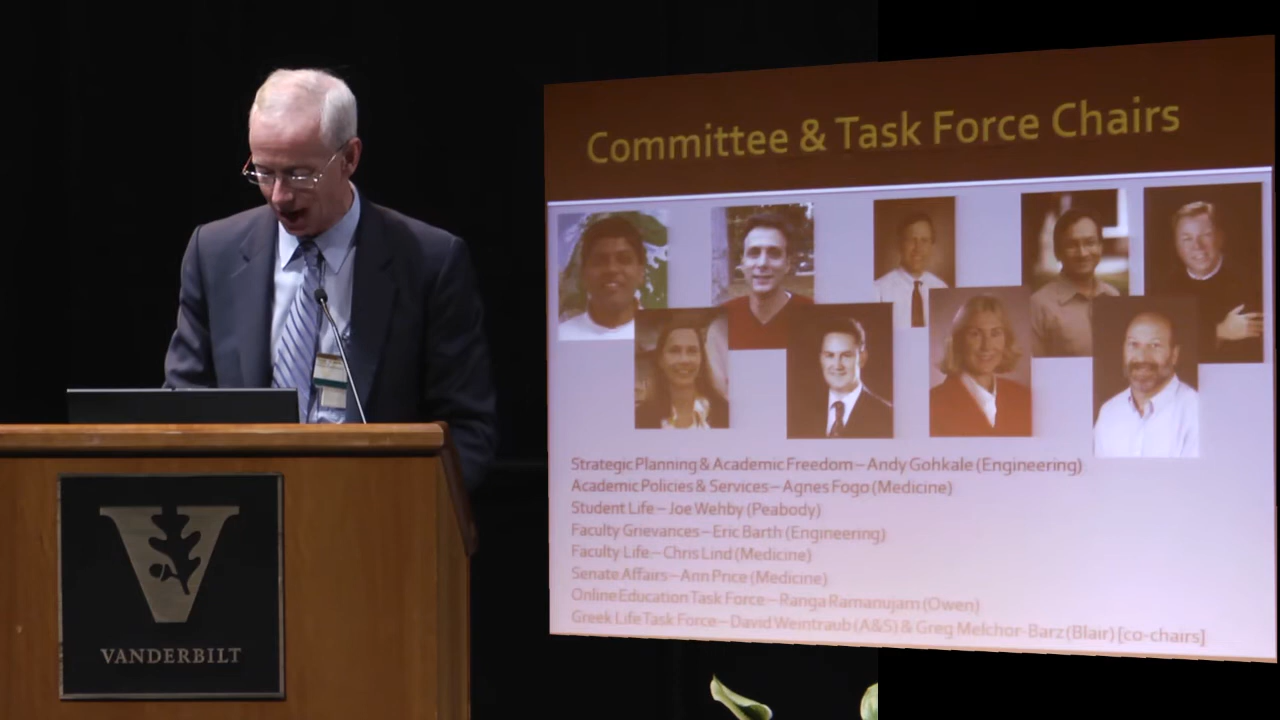 Committee & Task Force Chairs
Strategic Planning & Academic Freedom – Andy Gohkale (Engineering)
Academic Policies & Services – Agnes Fogo (Medicine)
Student Life – Joe Wehby (Peabody)
Faculty Grievances – Eric Barth (Engineering)
Faculty Life – Chris Lind (Medicine)
Senate Affairs – Ann Price (Medicine)
Online Education Task Force – Ranga Ramanujam (Owen)
Greek Life Task Force – David Weintraub (A&S) & Greg Melchor-Barz (Blair) [co-chairs]
V
VANDERBILT